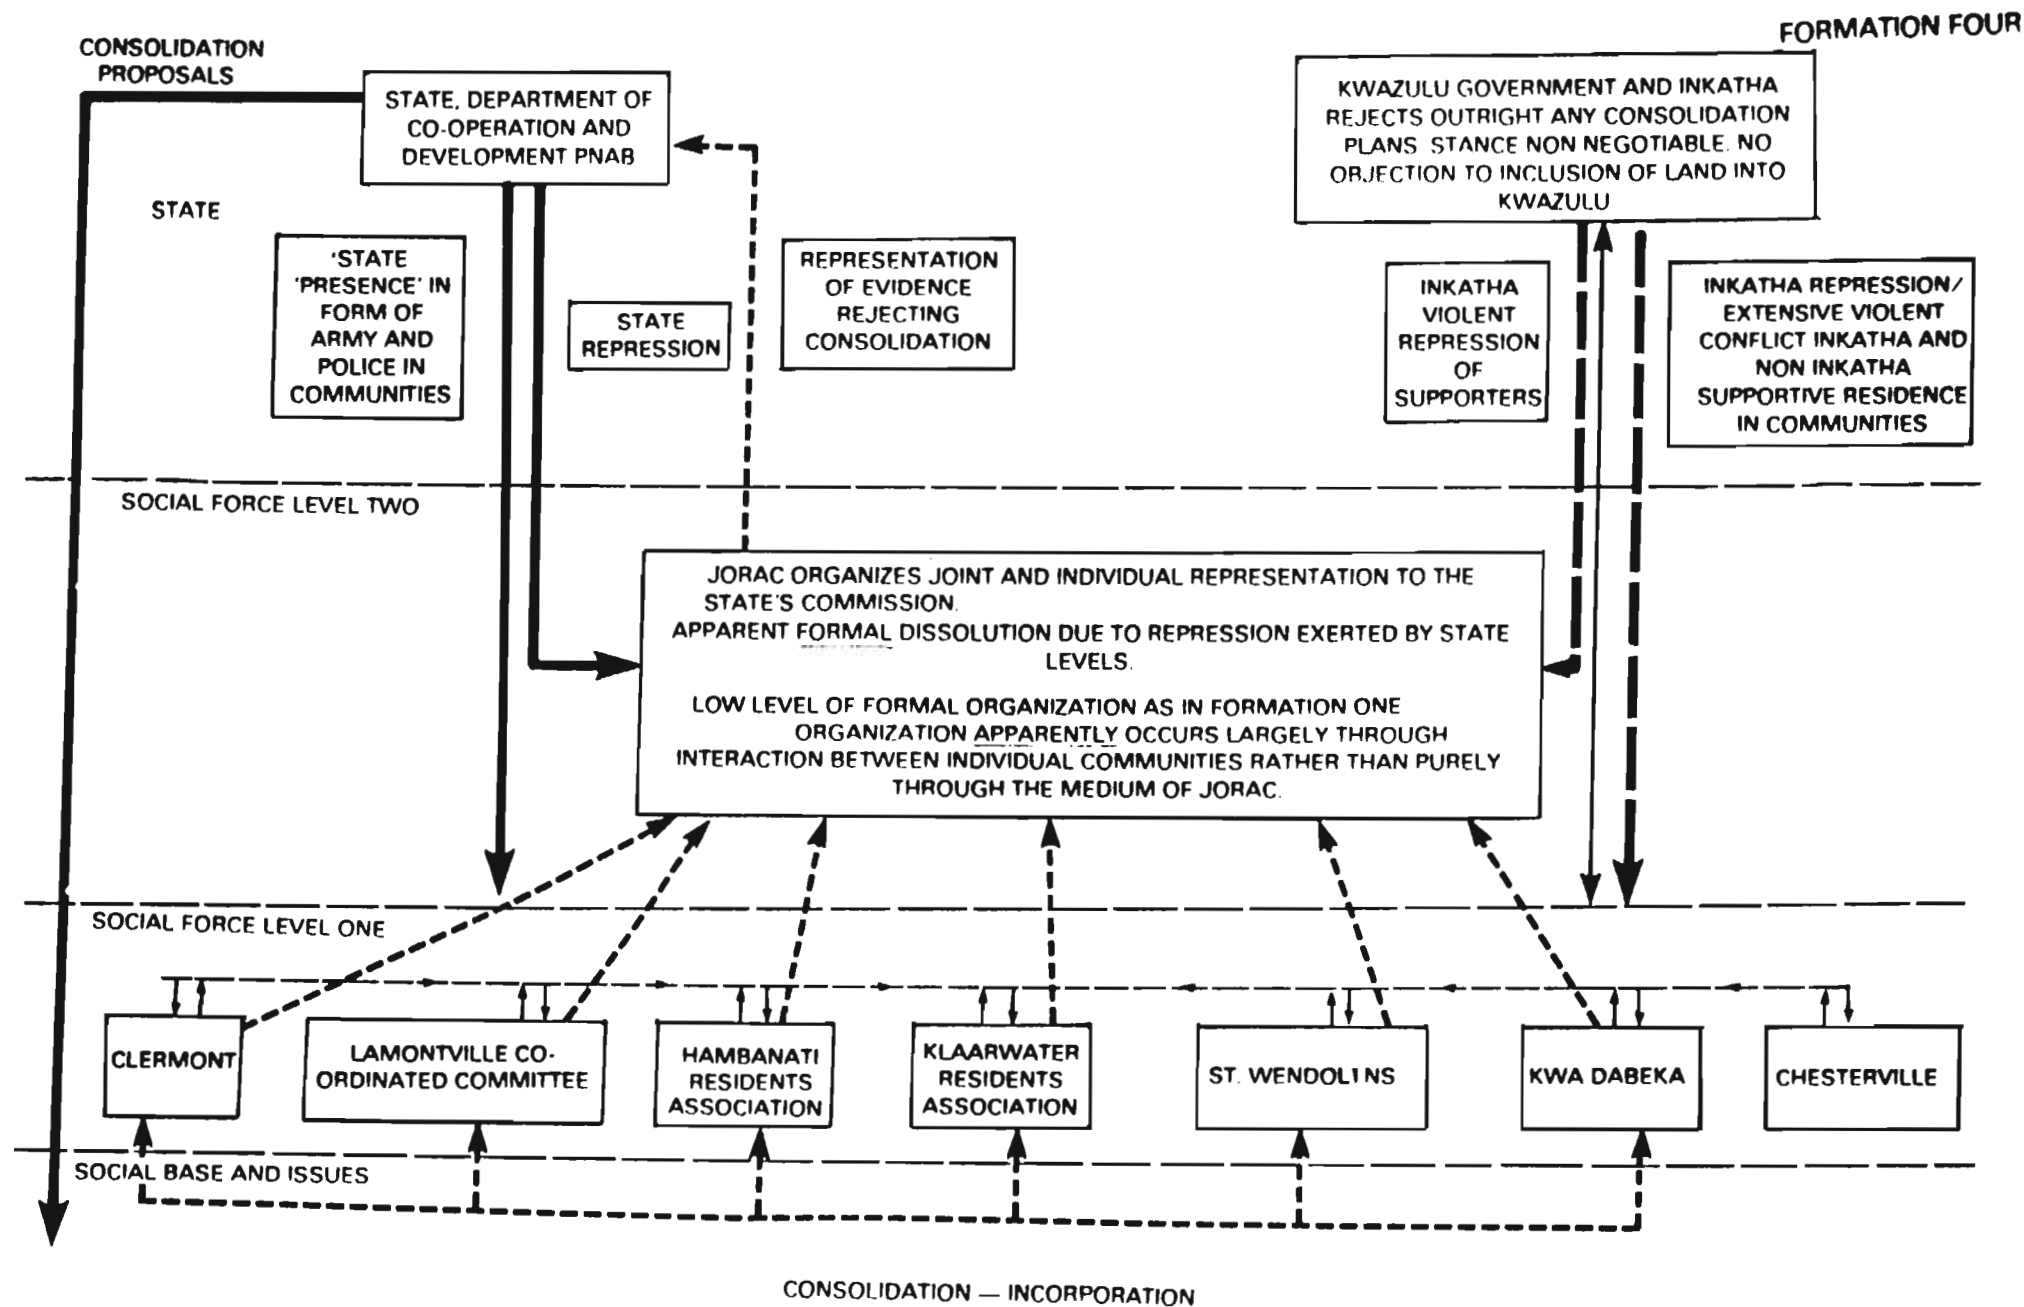 FORMATION FOUR
CONSOLIDATION
PROPOSALS
STATE, DEPARTMENT OF
CO-OPERATION AND
DEVELOPMENT PNAB
KWAZULU GOVERNMENT AND INKATHA
REJECTS OUTRIGHT ANY CONSOLIDATION
PLANS STANCE NON NEGOTIABLE. NO
OBJECTION TO INCLUSION OF LAND INTO
KWAZULU
STATE
'STATE
'PRESENCE' IN
FORM OF
ARMY AND
POLICE IN
COMMUNITIES
STATE
REPRESSION
REPRESENTATION
OF EVIDENCE
REJECTING
CONSOLIDATION
INKATHA
VIOLENT
REPRESSION
OF
SUPPORTERS
INKATHA REPRESSION/
EXTENSIVE VIOLENT
CONFLICT INKATHA AND
NON INKATHA
SUPPORTIVE RESIDENCE
IN COMMUNITIES
SOCIAL FORCE LEVEL TWO
JORAC ORGANIZES JOINT AND INDIVIDUAL REPRESENTATION TO THE
STATE'S COMMISSION.
APPARENT FORMAL DISSOLUTION DUE TO REPRESSION EXERTED BY STATE
LEVELS.
LOW LEVEL OF FORMAL ORGANIZATION AS IN FORMATION ONE
ORGANIZATION APPARENTLY OCCURS LARGELY THROUGH
INTERACTION BETWEEN INDIVIDUAL COMMUNITIES RATHER THAN PURELY
THROUGH THE MEDIUM OF JORAC.
SOCIAL FORCE LEVEL ONE
CLERMONT
LAMONTVILLE CO-
ORDINATED COMMITTEE
HAMBANATI
RESIDENTS
ASSOCIATION
KLAARWATER
RESIDENTS
ASSOCIATION
ST. WENDOLINS
KWA DABEKA
CHESTERVILLE
SOCIAL BASE AND ISSUES
CONSOLIDATION — INCORPORATION